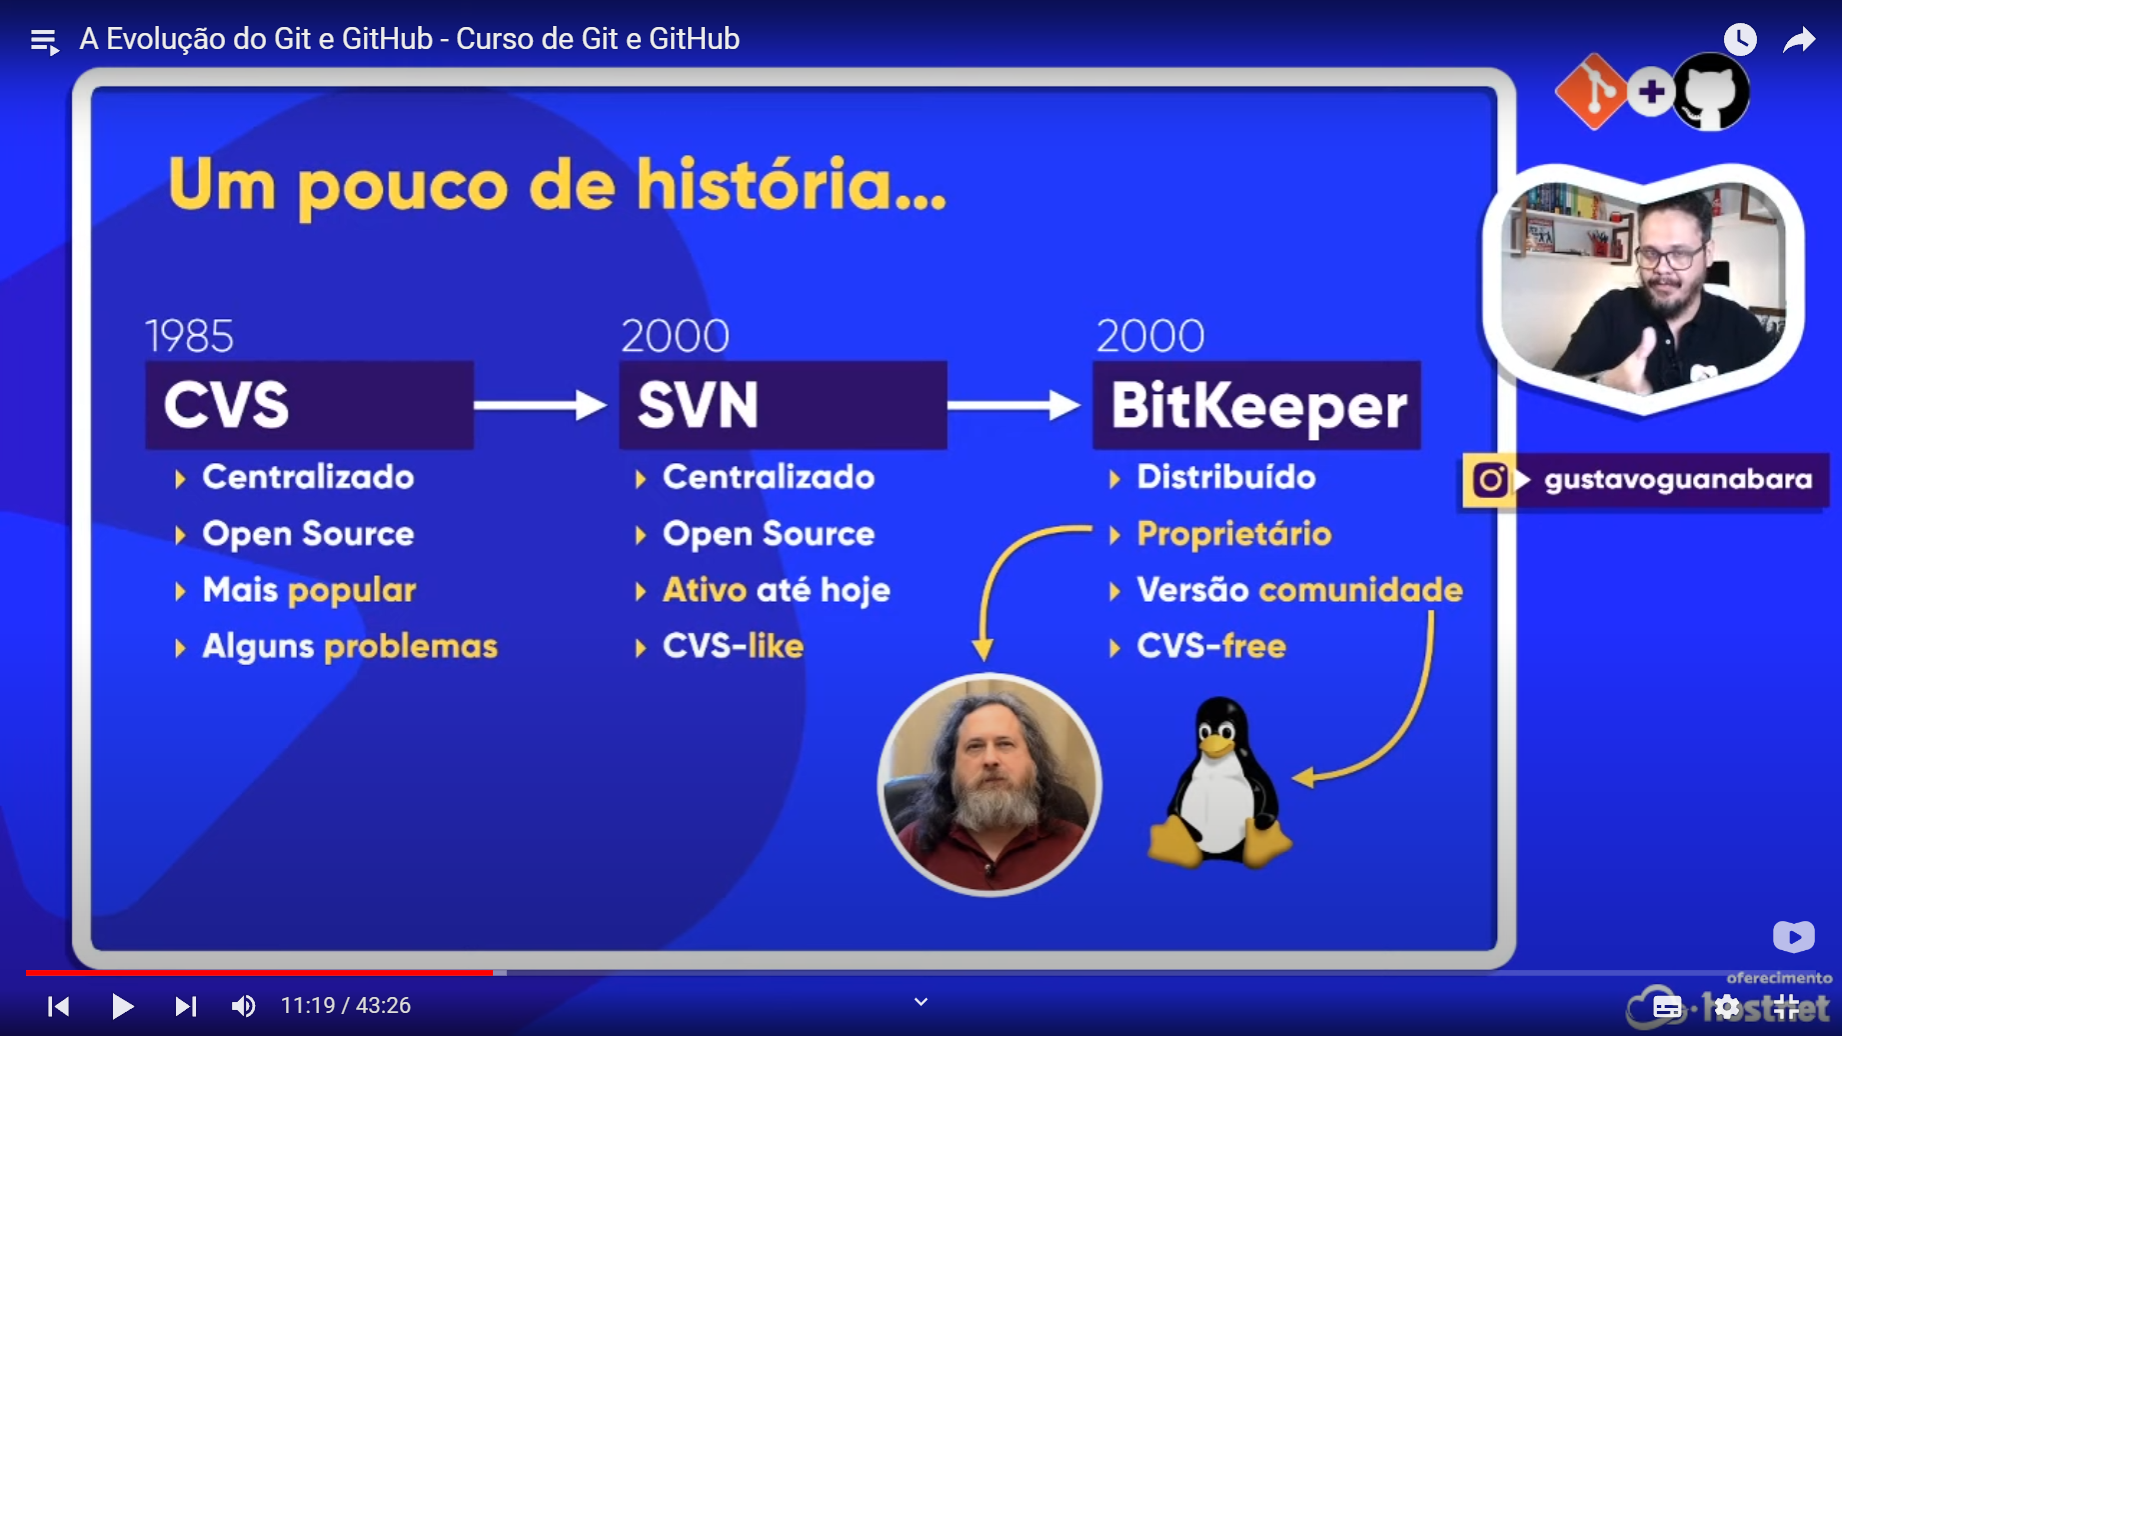 A Evolução do Git e GitHub - Curso de Git e GitHub
Um pouco de história...
1985
CVS
Centralizado
Open Source
Mais popular
Alguns problemas
2000
SVN
Centralizado
Open Source
Ativo até hoje
CVS-like
2000
BitKeeper
Distribuído
Proprietário
Versão comunidade
CVS-free
gustavoguanabara
oferecimento
hostnet
11:19 / 43:26